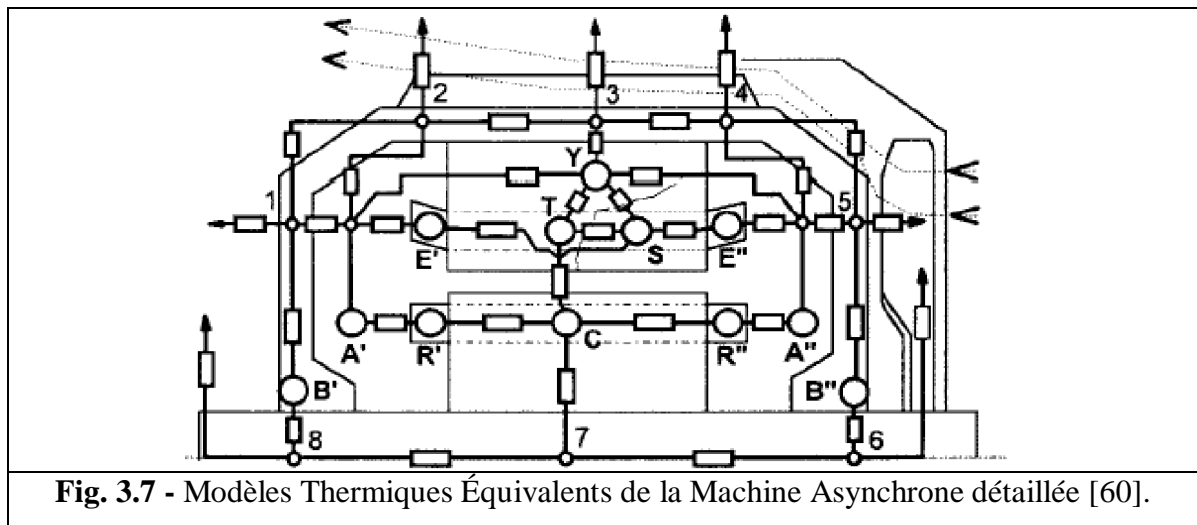 2 3 4
Y
1 T 5
E' S E"
A' R' C R" A"
B' B"
8 7 6
Fig. 3.7 - Modèles Thermiques Équivalents de la Machine Asynchrone détaillée [60].